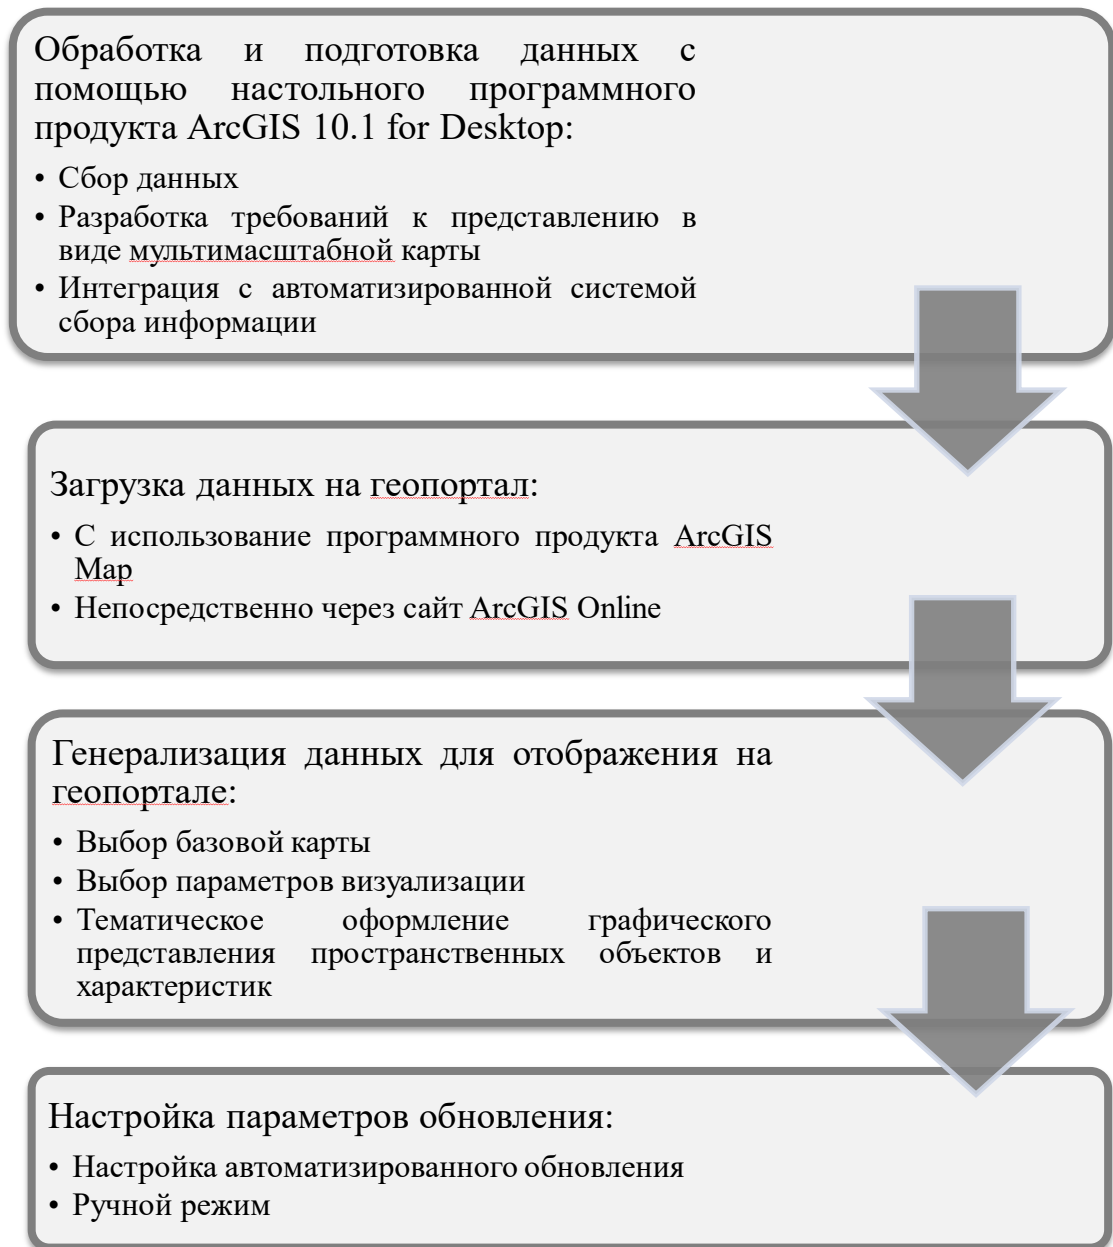 Обработка и подготовка данных с
помощью настольного программного
продукта ArcGIS 10.1 for Desktop:
• Сбор данных
• Разработка требований к представлению в
виде мультимасштабной карты
• Интеграция с автоматизированной системой
сбора информации
Загрузка данных на геопортал:
• С использование программного продукта ArcGIS
Map
• Непосредственно через сайт ArcGIS Online
Генерализация данных для отображения на
геопортале:
• Выбор базовой карты
• Выбор параметров визуализации
• Тематическое оформление графического
представления пространственных объектов и
характеристик
Настройка параметров обновления:
• Настройка автоматизированного обновления
• Ручной режим